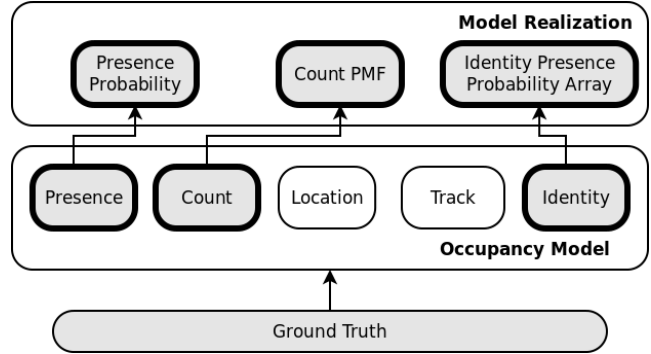 Model Realization
Presence
Probability
Count PMF
Identity Presence
Probability Array
Presence
Count
Location
Track
Identity
Occupancy Model
Ground Truth